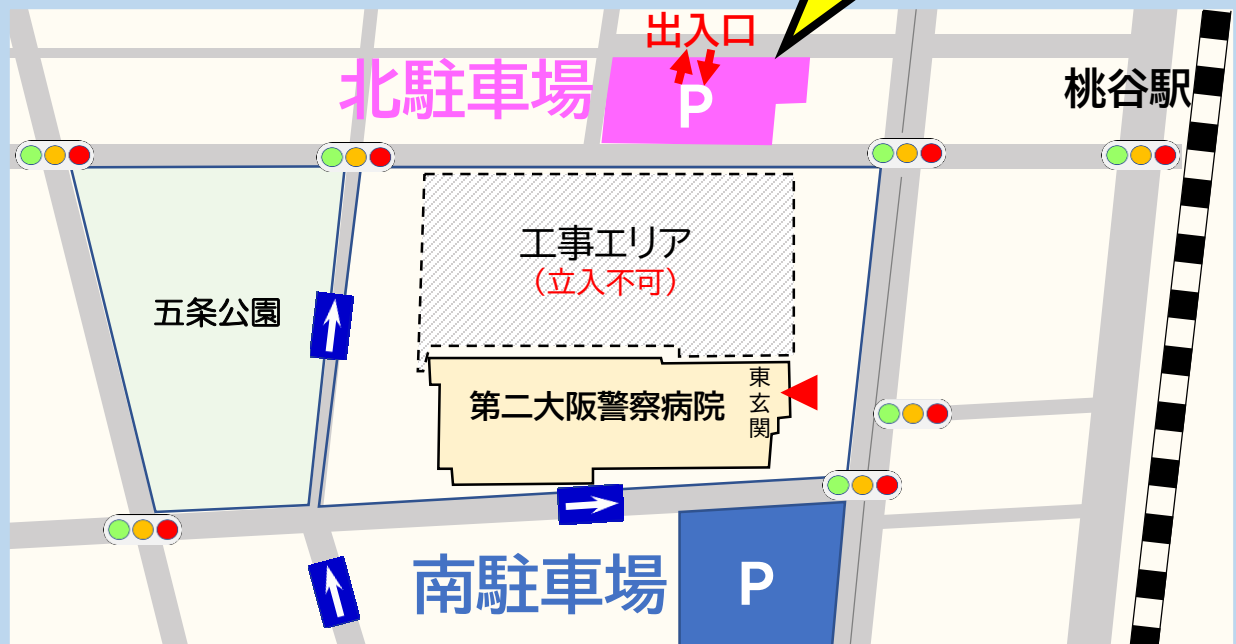 出入口
北駐車場
P
桃谷駅
工事エリア
（立入不可）
五条公園
第二大阪警察病院
東玄関
南駐車場
P